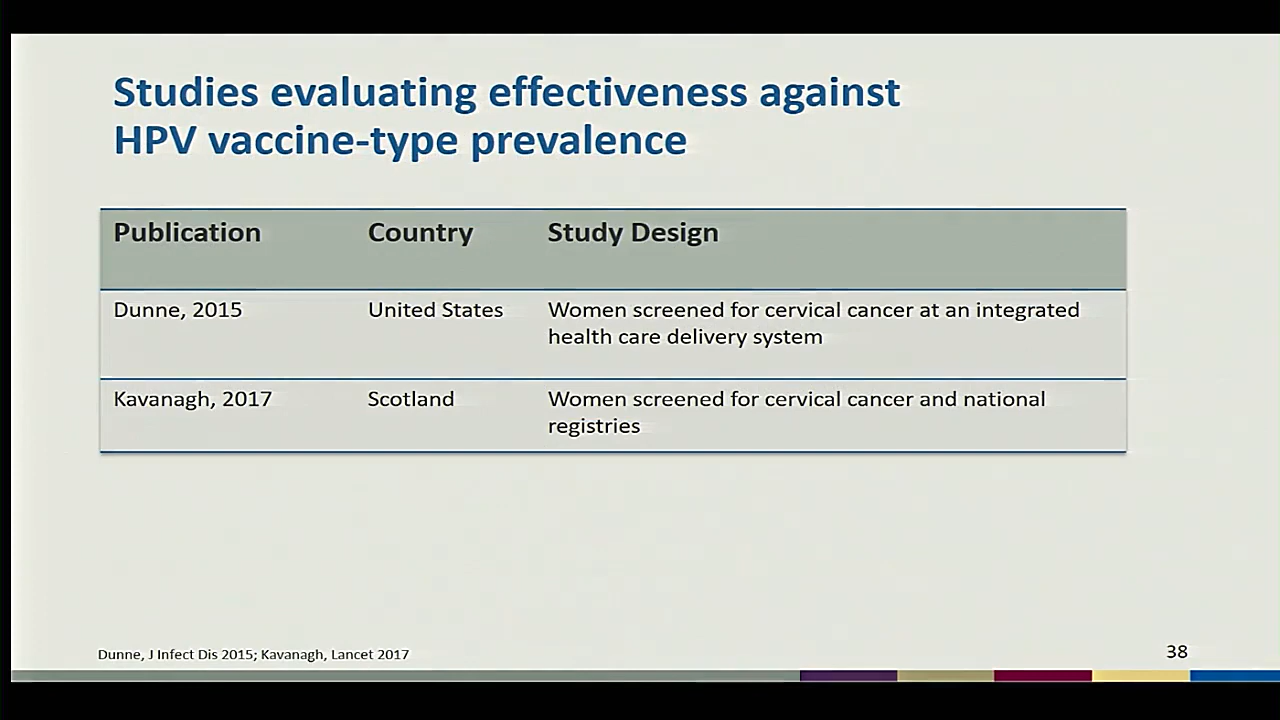 Studies evaluating effectiveness against
HPV vaccine-type prevalence
Publication Country Study Design
Dunne, 2015 United States Women screened for cervical cancer at an integrated
health care delivery system
Kavanagh, 2017 Scotland Women screened for cervical cancer and national
registries
Dunne, J Infect Dis 2015; Kavanagh, Lancet 2017
38